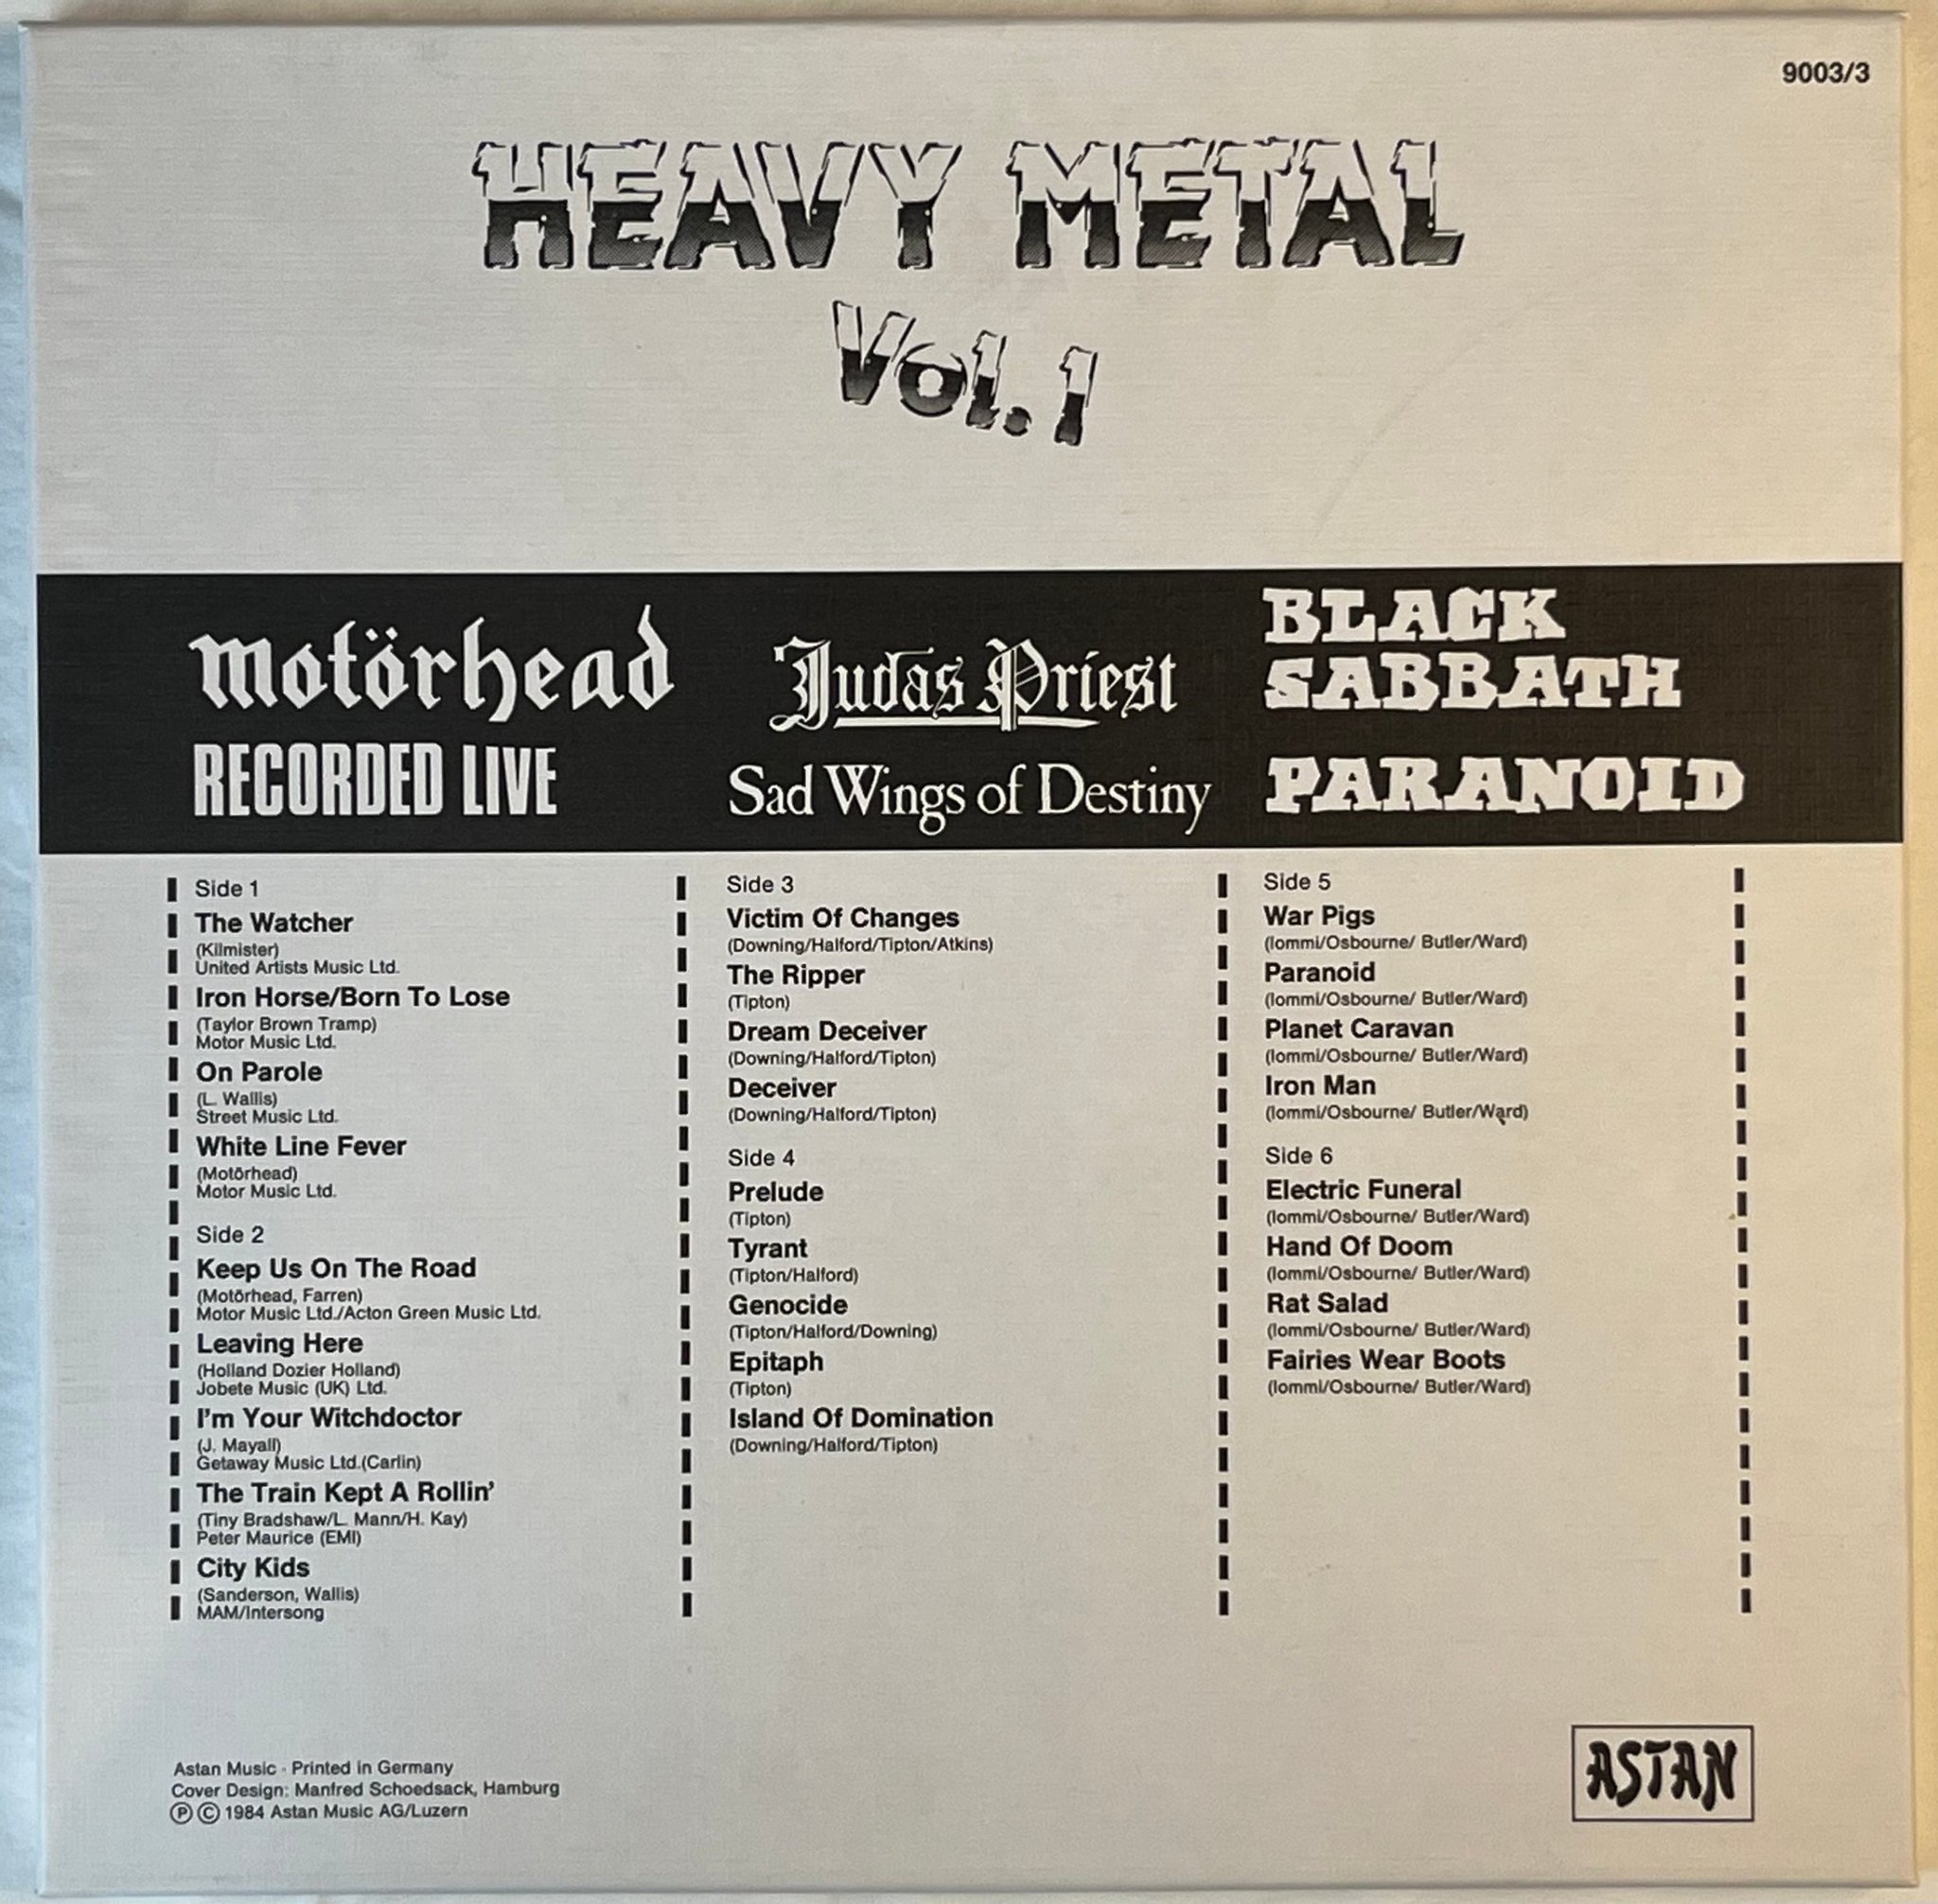 9003/3
HEAVY METAL
Vol. 1
Motörhead
RECORDED LIVE
Judas Priest
Sad Wings of Destiny
BLACK
SABBATH
PARANOID
Side 1
The Watcher
(Kilmister)
United Artists Music Ltd.
Iron Horse/Born To Lose
(Taylor Brown Tramp)
Motor Music Ltd.
On Parole
(L. Wallis)
Street Music Ltd.
White Line Fever
(Motörhead)
Motor Music Ltd.
Side 2
Keep Us On The Road
(Motörhead, Farren)
Motor Music Ltd./Acton Green Music Ltd.
Leaving Here
(Holland Dozier Holland)
Jobete Music (UK) Ltd.
I'm Your Witchdoctor
(J. Mayall)
Getaway Music Ltd.(Carlin)
The Train Kept A Rollin'
(Tiny Bradshaw/L. Mann/H. Kay)
Peter Maurice (EMI)
City Kids
(Sanderson, Wallis)
MAM/Intersong
Side 3
Victim Of Changes
(Downing/Halford/Tipton/Atkins)
The Ripper
(Tipton)
Dream Deceiver
(Downing/Halford/Tipton)
Deceiver
(Downing/Halford/Tipton)
Side 4
Prelude
(Tipton)
Tyrant
(Tipton/Halford)
Genocide
(Tipton/Halford/Downing)
Epitaph
(Tipton)
Island Of Domination
(Downing/Halford/Tipton)
Side 5
War Pigs
(Iommi/Osbourne/ Butler/Ward)
Paranoid
(Iommi/Osbourne/ Butler/Ward)
Planet Caravan
(Iommi/Osbourne/ Butler/Ward)
Iron Man
(Iommi/Osbourne/ Butler/Ward)
Side 6
Electric Funeral
(Iommi/Osbourne/ Butler/Ward)
Hand Of Doom
(Iommi/Osbourne/ Butler/Ward)
Rat Salad
(Iommi/Osbourne/ Butler/Ward)
Fairies Wear Boots
(Iommi/Osbourne/ Butler/Ward)
Astan Music · Printed in Germany
Cover Design: Manfred Schoedsack, Hamburg
Ⓟ Ⓒ 1984 Astan Music AG/Luzern
ASTAN